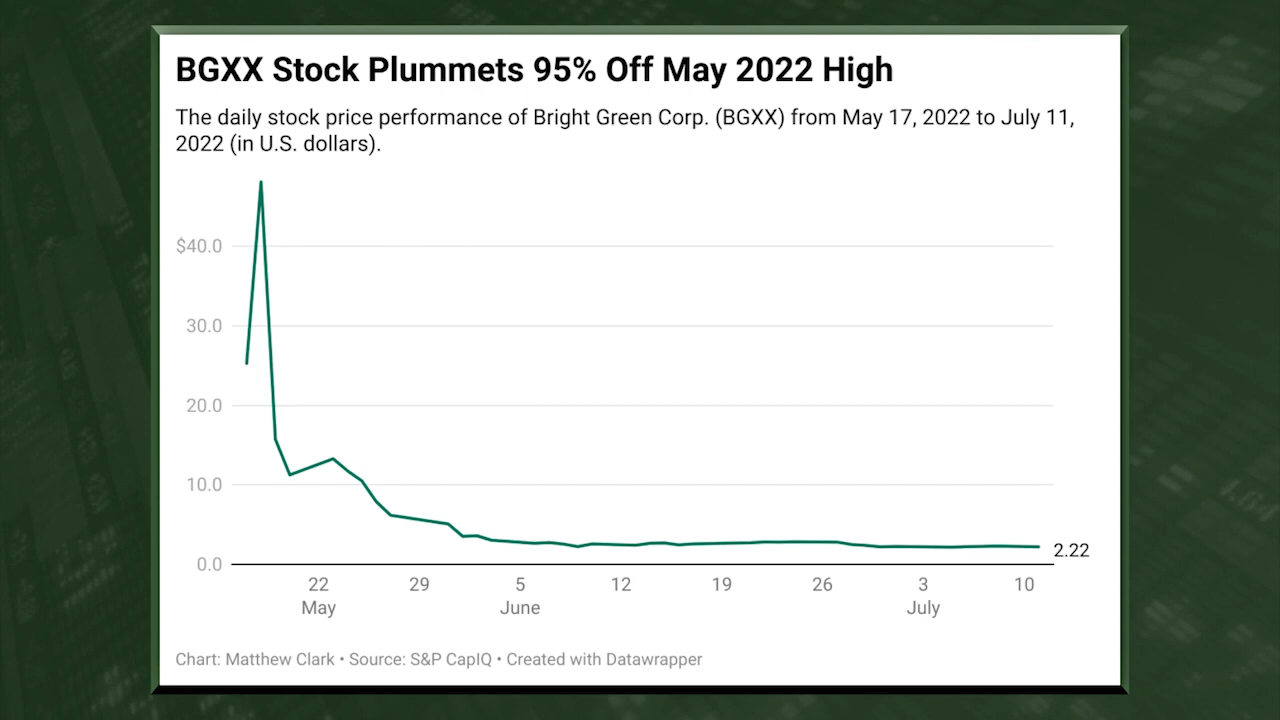 BGXX Stock Plummets 95% Off May 2022 High
The daily stock price performance of Bright Green Corp. (BGXX) from May 17, 2022 to July 11,
2022 (in U.S. dollars).
$40.0
30.0
20.0
10.0
0.0
2.22
22 29 5 12 19 26 3 10
May June July
Chart: Matthew Clark • Source: S&P CapIQ • Created with Datawrapper